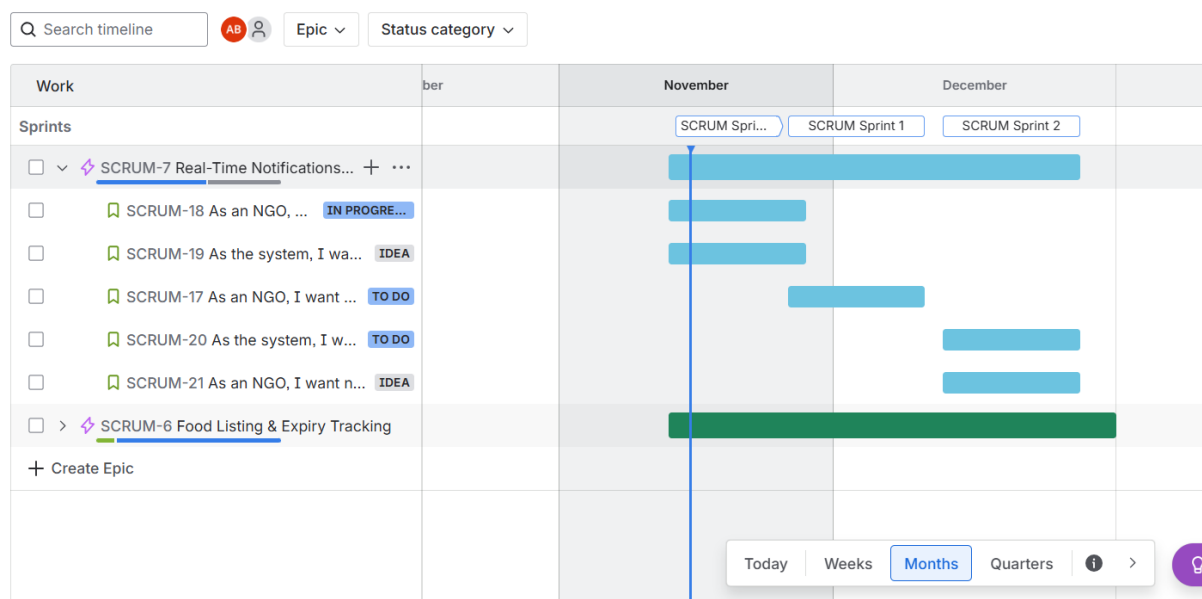 Search timeline AB Epic Status category
Work ber November December
Sprints SCRUM Spri... SCRUM Sprint 1 SCRUM Sprint 2
SCRUM-7 Real-Time Notifications...
SCRUM-18 As an NGO, ... IN PROGRE...
SCRUM-19 As the system, I wa... IDEA
SCRUM-17 As an NGO, I want ... TO DO
SCRUM-20 As the system, I w... TO DO
SCRUM-21 As an NGO, I want n... IDEA
SCRUM-6 Food Listing & Expiry Tracking
Create Epic
Today Weeks Months Quarters